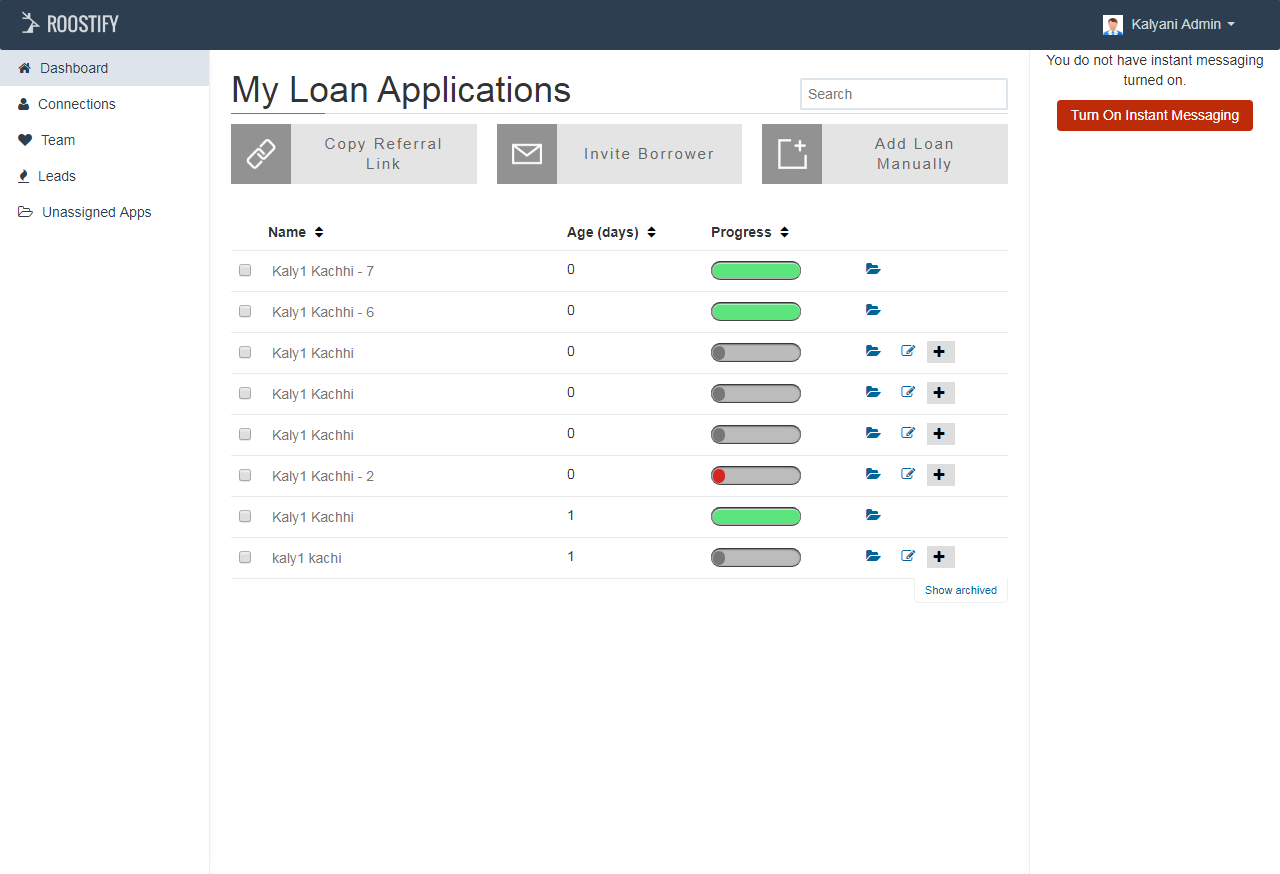 ROOSTIFY
Kalyani Admin
Dashboard
Connections
Team
Leads
Unassigned Apps
My Loan Applications
Search
Copy Referral
Link
Invite Borrower
Add Loan
Manually
Name Age (days) Progress
Kaly1 Kachhi - 7 0
Kaly1 Kachhi - 6 0
Kaly1 Kachhi 0
Kaly1 Kachhi 0
Kaly1 Kachhi 0
Kaly1 Kachhi - 2 0
Kaly1 Kachhi 1
kaly1 kachi 1
Show archived
You do not have instant messaging
turned on.
Turn On Instant Messaging